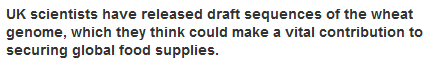 UK scientists have released draft sequences of the wheat
genome, which they think could make a vital contribution to
securing global food supplies.